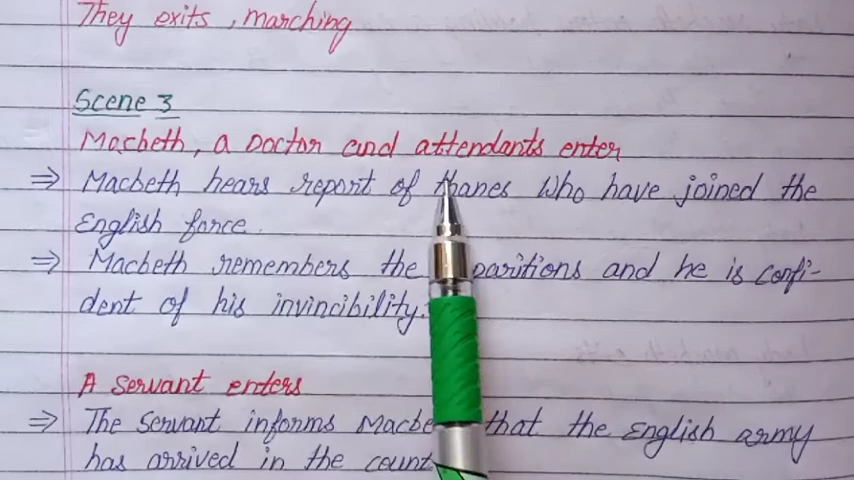 They exits, marching
Scene 3
Macbeth, a Doctor and attendants enter
⇒ Macbeth hears report of thanes who have joined the
English force.
⇒ Macbeth remembers the paritions and he is confi-
dent of his invincibility.
A servant enters
⇒ The servant informs Macbe that the English army
has arrived in the count